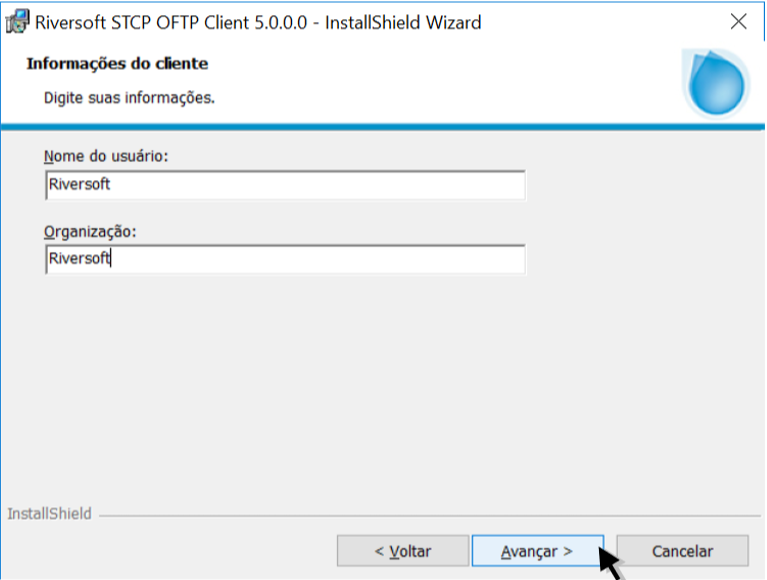 Riversoft STCP OFTP Client 5.0.0.0 - InstallShield Wizard
Informações do cliente
Digite suas informações.
Nome do usuário:
Riversoft
Organização:
Riversoft
InstallShield
< Voltar
Avançar >
Cancelar